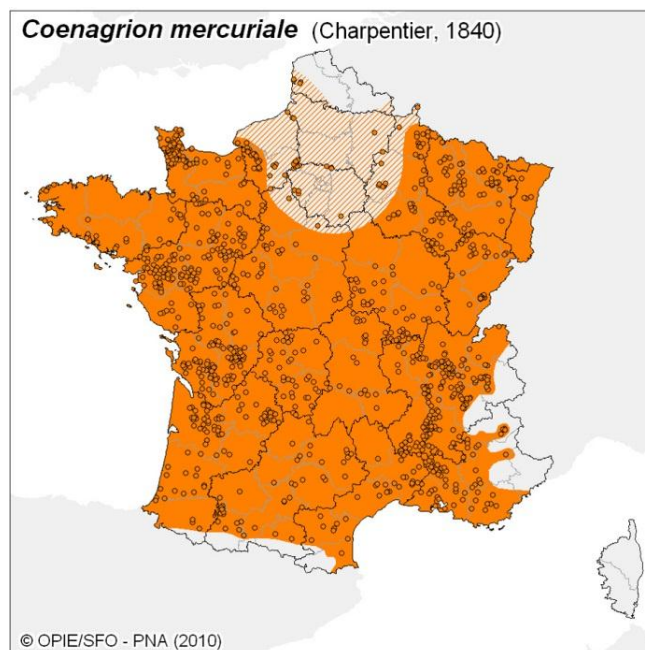 Coenagrion mercuriale (Charpentier, 1840)
© OPIE/SFO - PNA (2010)